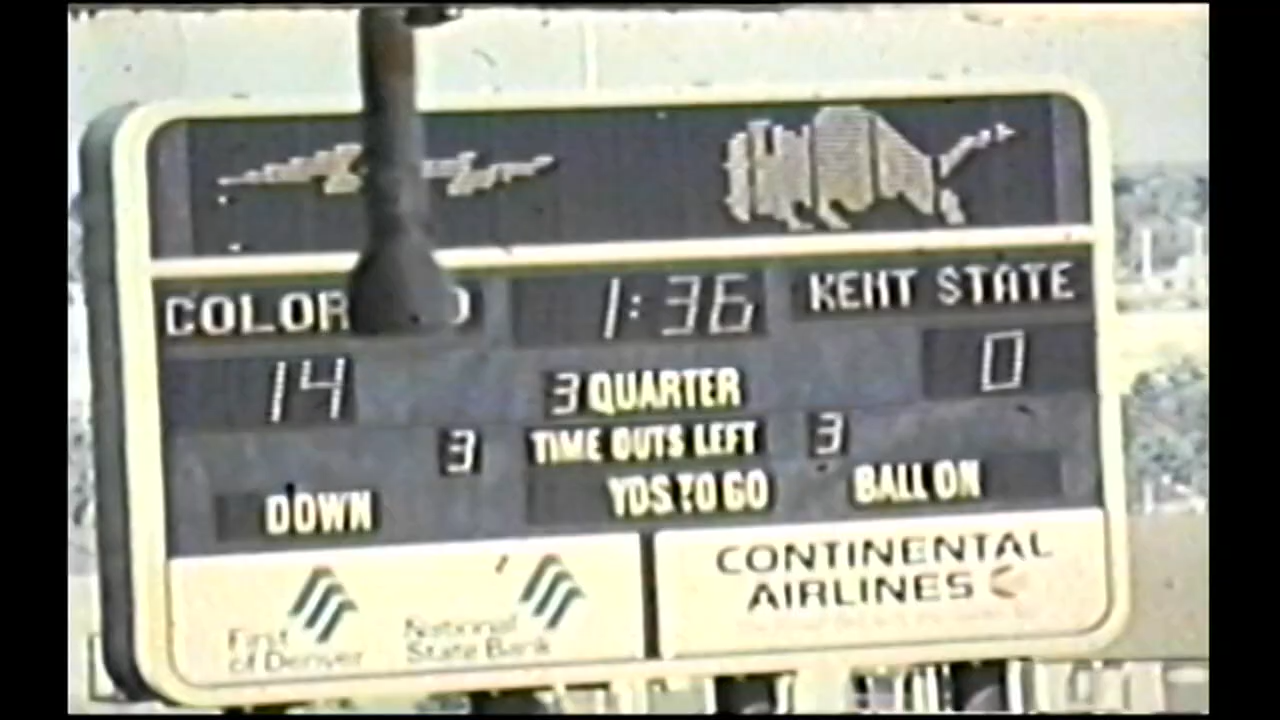 COLOR O 1:36 KENT STATE
14 3 QUARTER 0
3 TIME OUTS LEFT 3
DOWN YDS.TO GO BALL ON
First of Denver
National State Bank
CONTINENTAL
AIRLINES